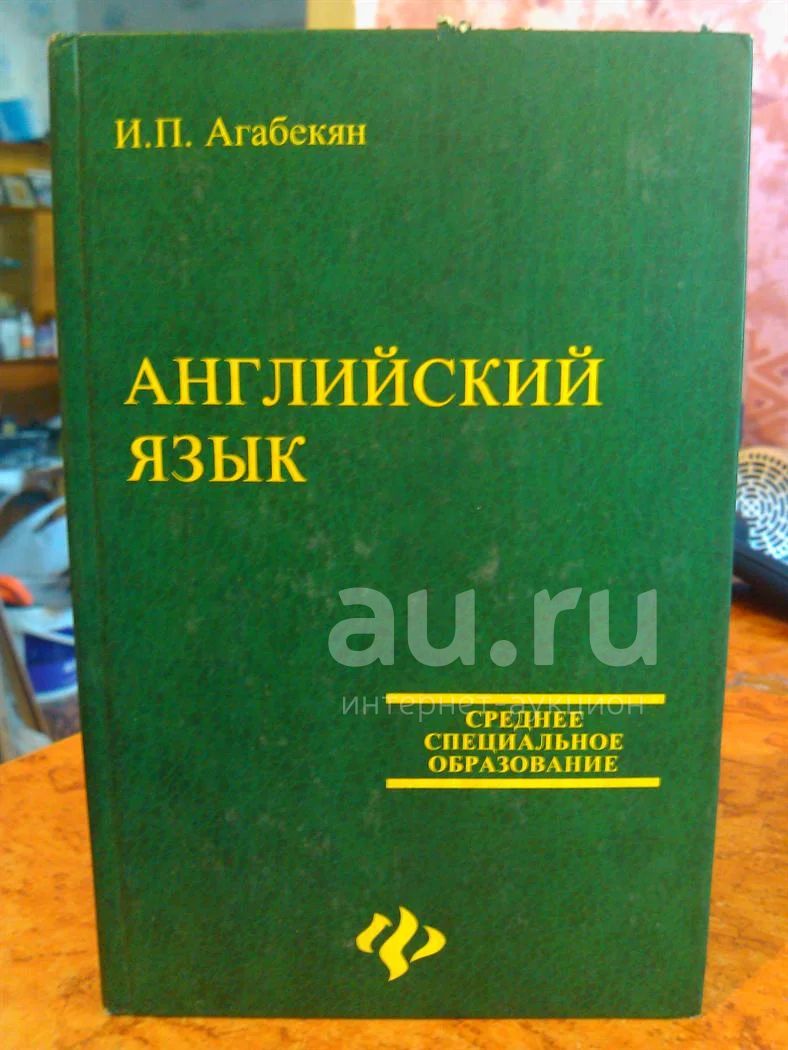 И.П. Агабекян
АНГЛИЙСКИЙ
ЯЗЫК
au.ru
интернет-аукцион
СРЕДНЕЕ
СПЕЦИАЛЬНОЕ
ОБРАЗОВАНИЕ